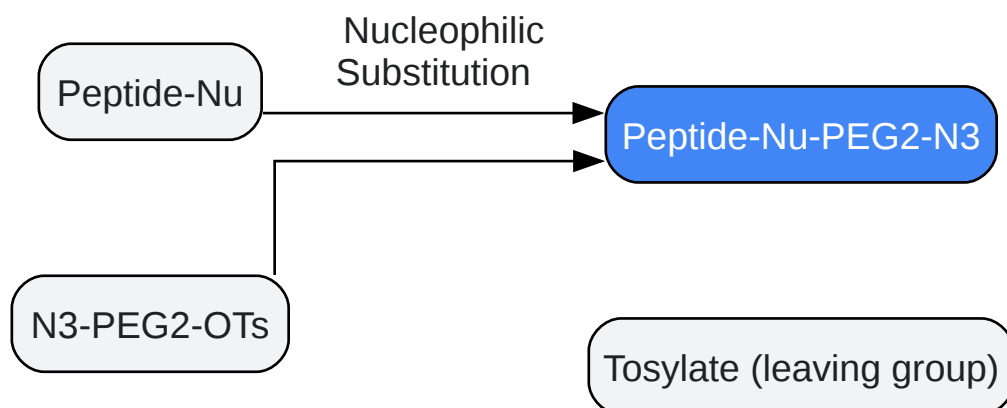 Nucleophilic
Substitution
Peptide-Nu
Peptide-Nu-PEG2-N3
N3-PEG2-OTs
Tosylate (leaving group)